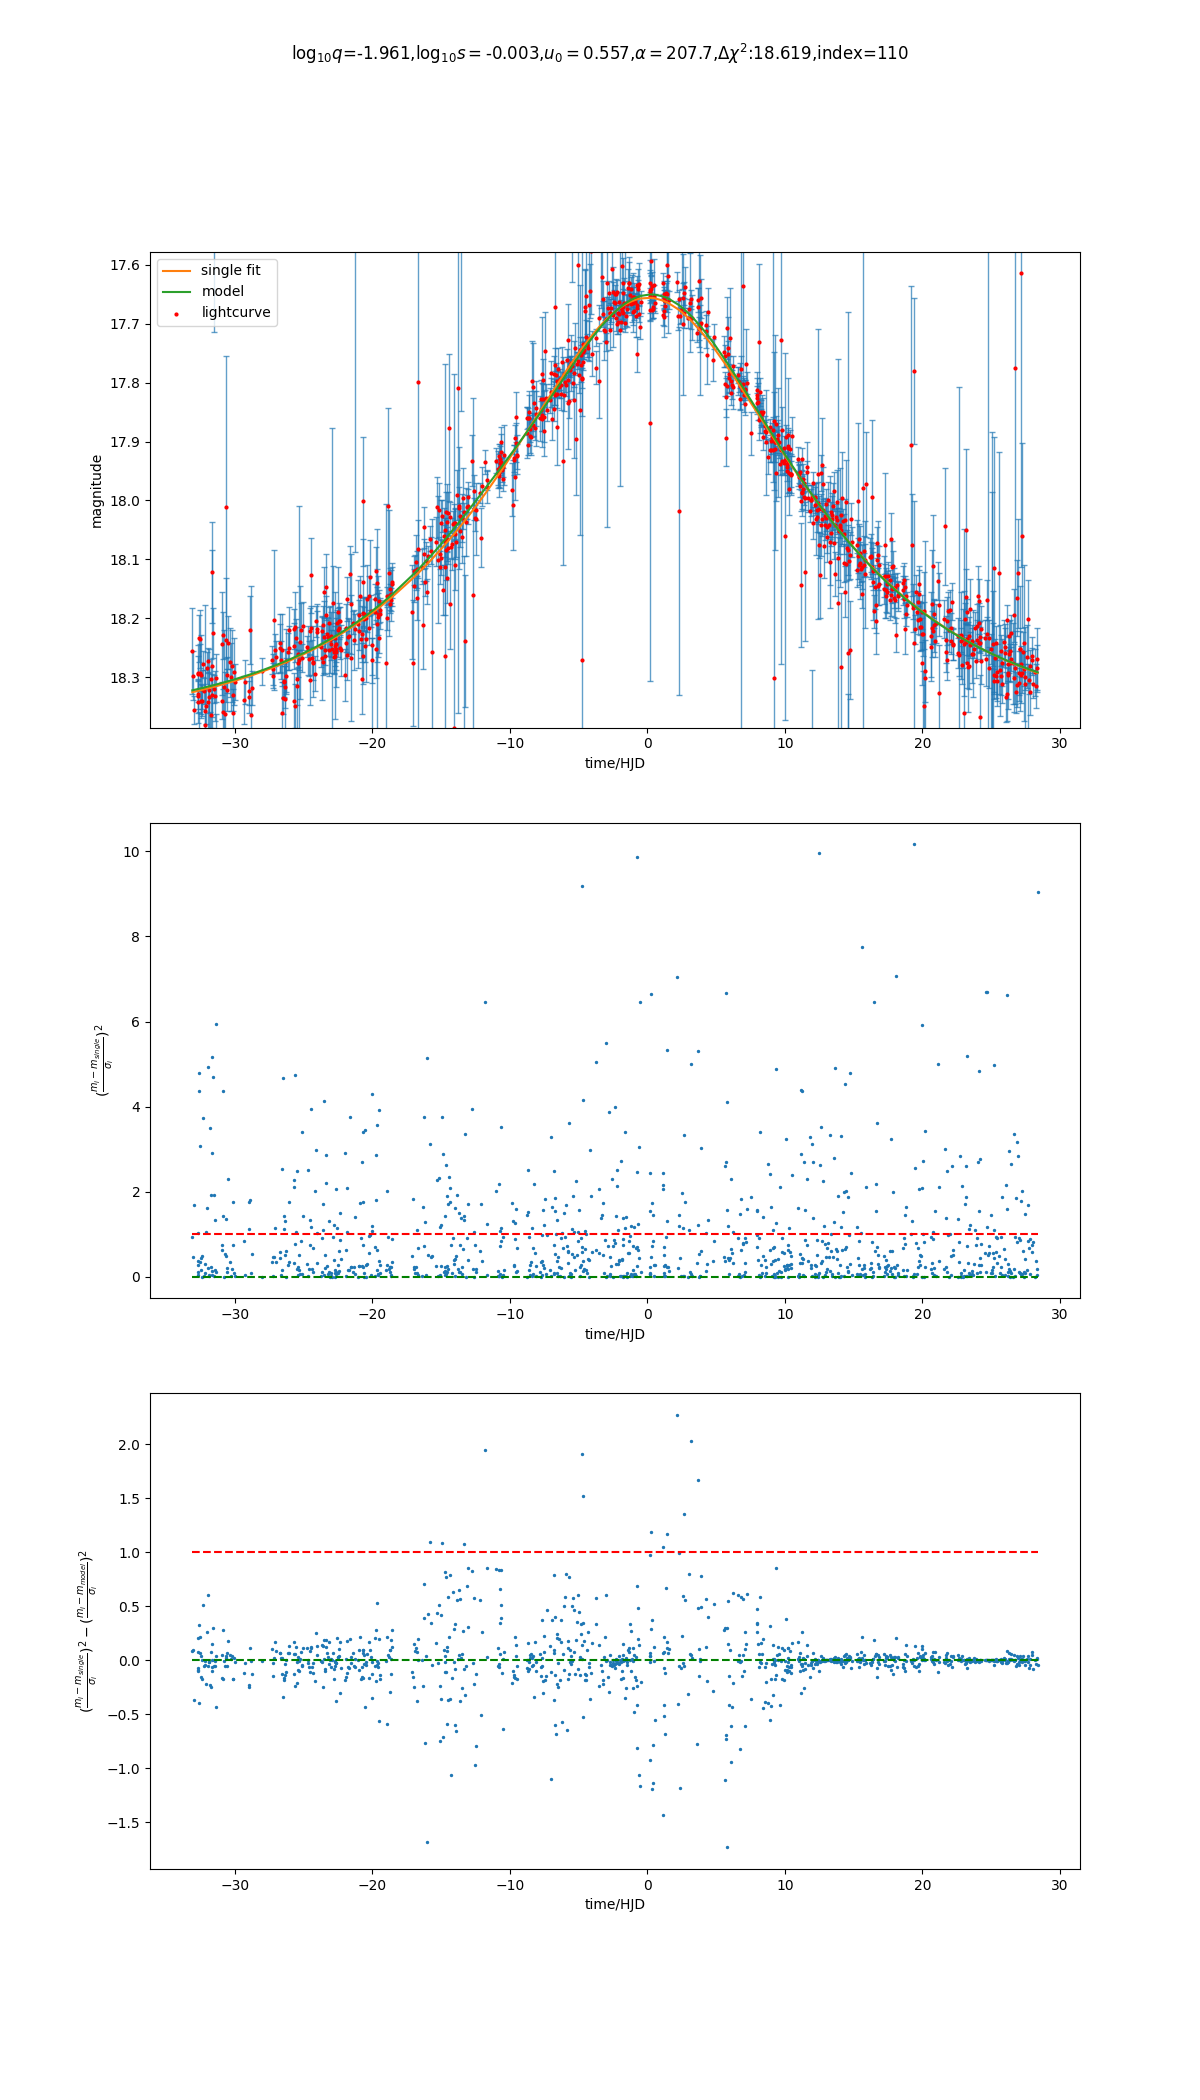 log₁₀q=-1.961,log₁₀s = -0.003,u₀ = 0.557,α = 207.7,Δχ²:18.619,index=110
single fit
model
lightcurve
17.6
17.7
17.8
17.9
18.0
18.1
18.2
18.3
magnitude
−30 −20 −10 0 10 20 30
time/HJD
10
8
6
4
2
0
((mᵢ − m_single)/σᵢ)²
−30 −20 −10 0 10 20 30
time/HJD
2.0
1.5
1.0
0.5
0.0
−0.5
−1.0
−1.5
((mᵢ − m_single)/σᵢ)² − ((mᵢ − m_model)/σᵢ)²
−30 −20 −10 0 10 20 30
time/HJD